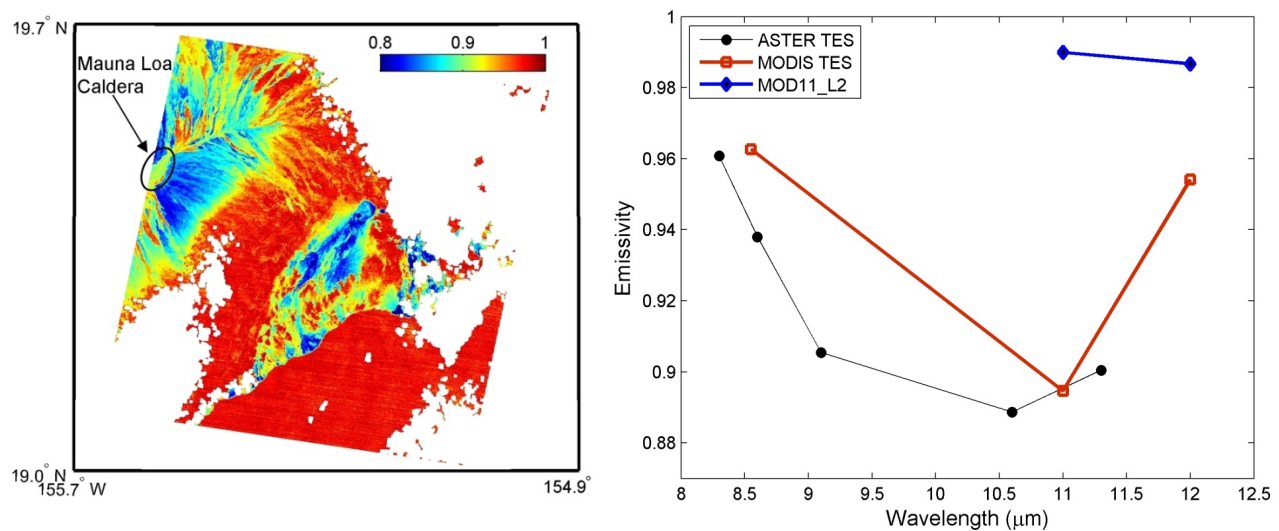 19.7° N
Mauna Loa
Caldera
0.8 0.9 1
19.0° N
155.7° W
154.9°
1
0.98
0.96
0.94
0.92
0.9
0.88
Emissivity
ASTER TES
MODIS TES
MOD11_L2
8 8.5 9 9.5 10 10.5 11 11.5 12 12.5
Wavelength (μm)